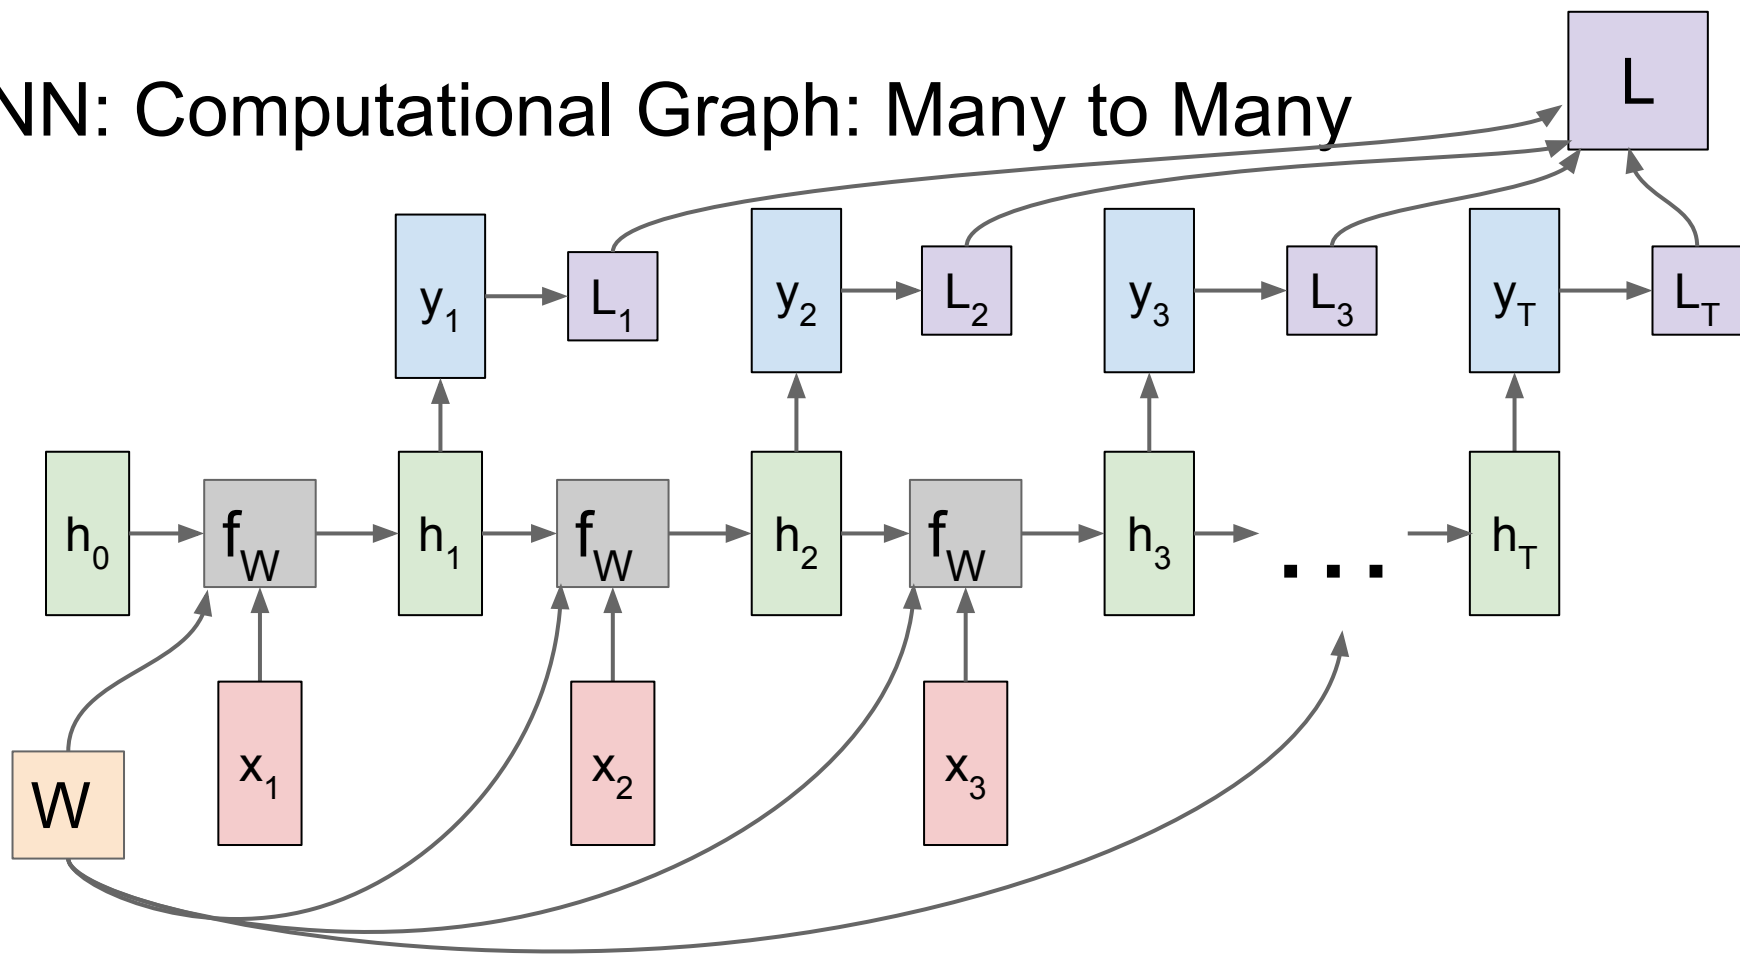 L
NN: Computational Graph: Many to Many
y1 L1 y2 L2 y3 L3 yT LT
h0 fW h1 fW h2 fW h3 ... hT
W x1 x2 x3